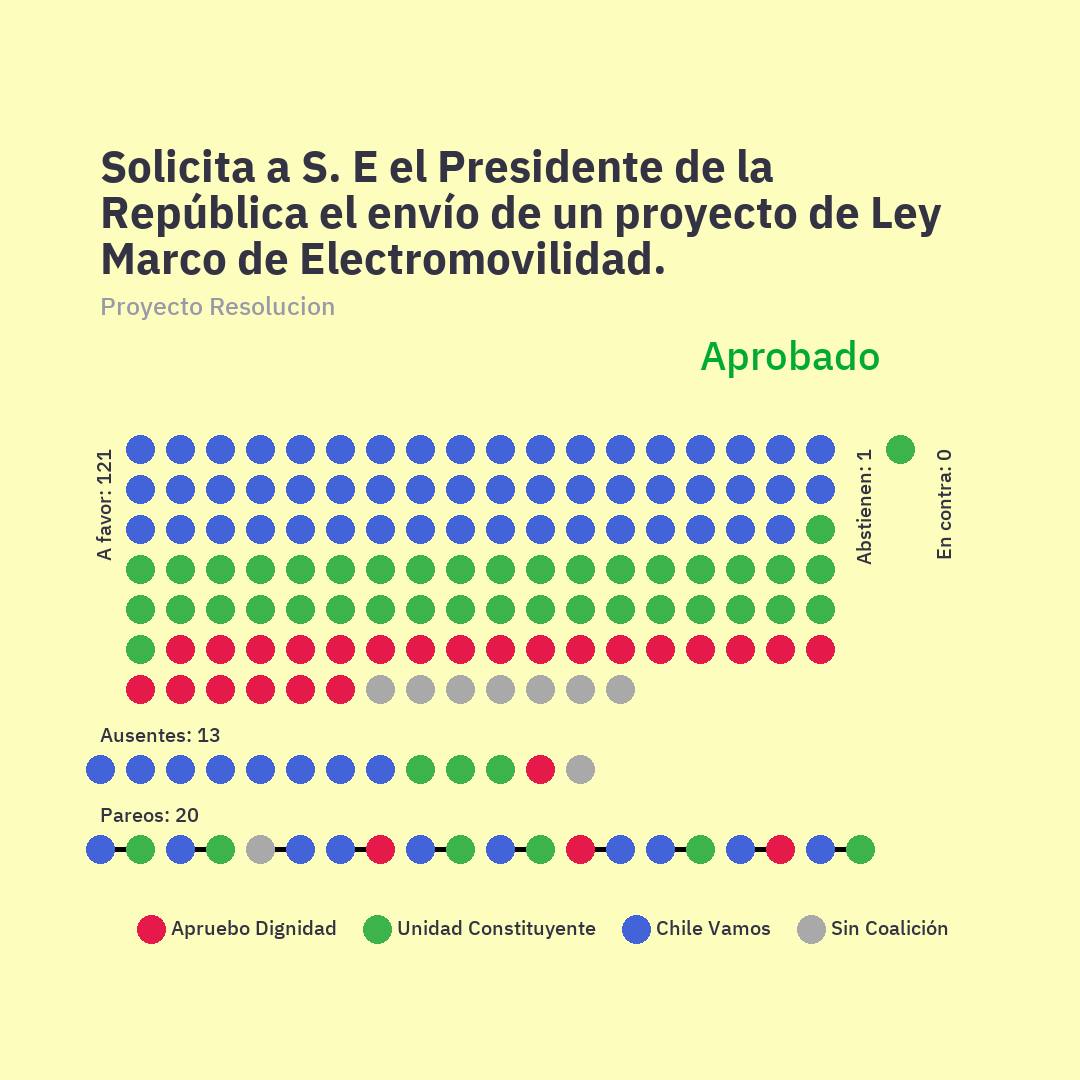 Solicita a S. E el Presidente de la
República el envío de un proyecto de Ley
Marco de Electromovilidad.
Proyecto Resolucion
Aprobado
A favor: 121
Abstienen: 1
En contra: 0
Ausentes: 13
Pareos: 20
Apruebo Dignidad
Unidad Constituyente
Chile Vamos
Sin Coalición